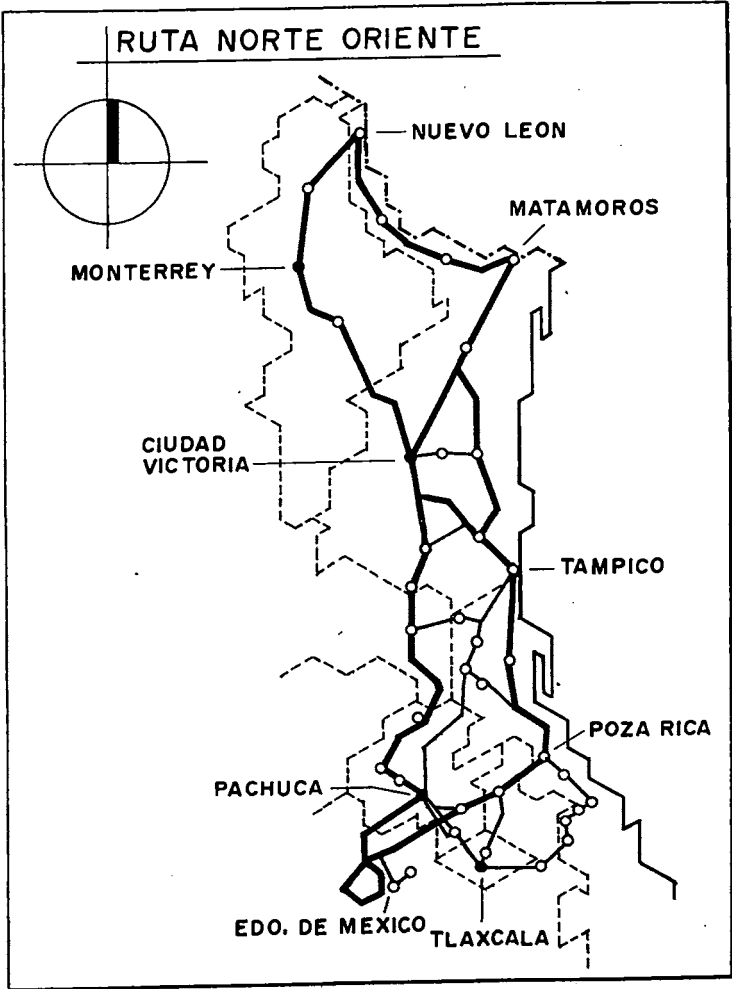 RUTA NORTE ORIENTE
NUEVO LEON
MATAMOROS
MONTERREY
CIUDAD
VICTORIA
TAMPICO
POZA RICA
PACHUCA
EDO. DE MEXICO
TLAXCALA